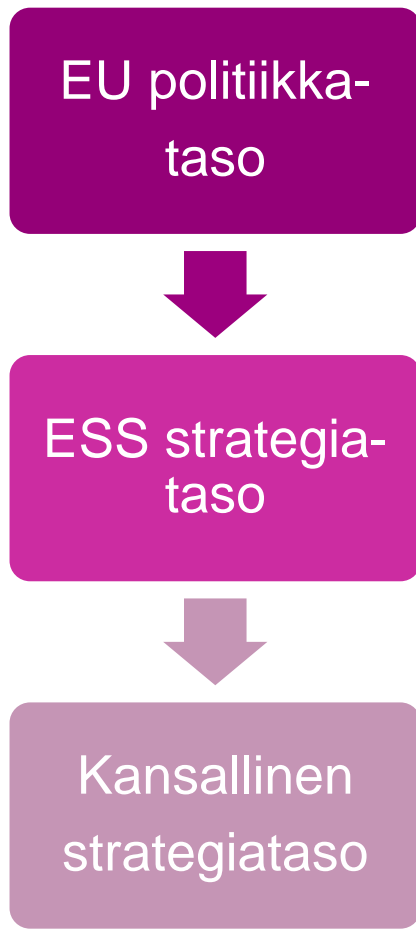 EU politiikka-
taso
ESS strategia-
taso
Kansallinen
strategiataso